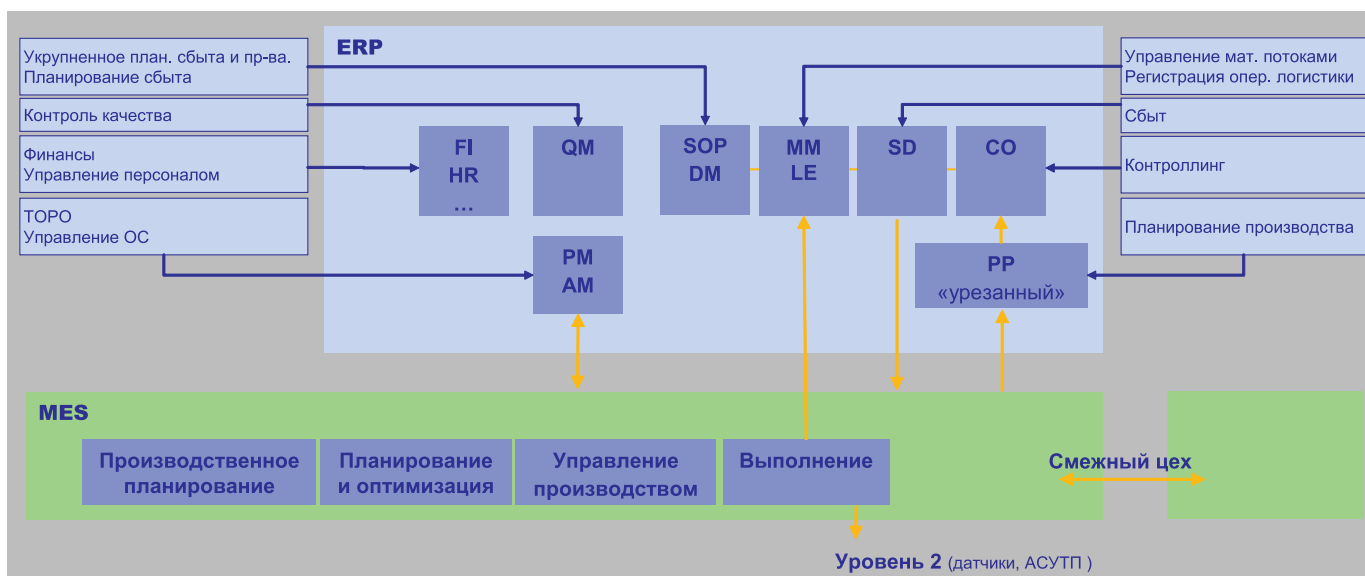 ERP
Укрупненное план. сбыта и пр-ва.
Планирование сбыта
Контроль качества
Финансы
Управление персоналом
ТОРО
Управление ОС
Управление мат. потоками
Регистрация опер. логистики
Сбыт
Контроллинг
Планирование производства
FI
HR
...
QM
SOP
DM
MM
LE
SD
CO
PM
AM
PP
«урезанный»
MES
Производственное
планирование
Планирование
и оптимизация
Управление
производством
Выполнение
Смежный цех
Уровень 2 (датчики, АСУТП )